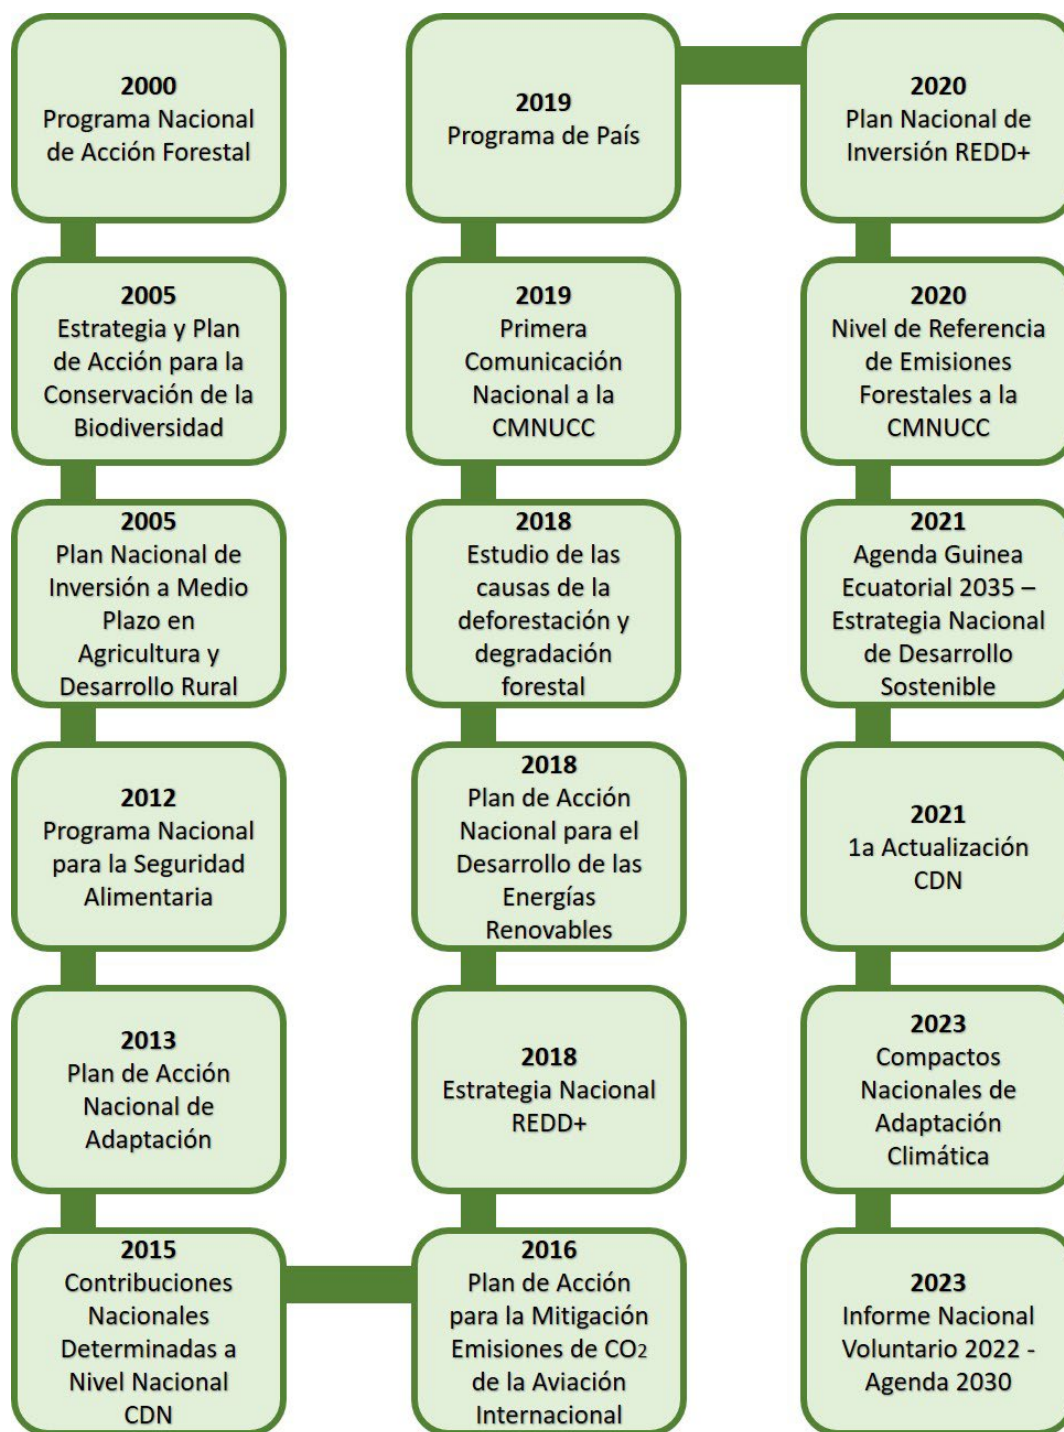 2000
Programa Nacional
de Acción Forestal
2005
Estrategia y Plan
de Acción para la
Conservación de la
Biodiversidad
2005
Plan Nacional de
Inversión a Medio
Plazo en
Agricultura y
Desarrollo Rural
2012
Programa Nacional
para la Seguridad
Alimentaria
2013
Plan de Acción
Nacional de
Adaptación
2015
Contribuciones
Nacionales
Determinadas a
Nivel Nacional
CDN
2016
Plan de Acción
para la Mitigación
Emisiones de CO2
de la Aviación
Internacional
2018
Estrategia Nacional
REDD+
2018
Plan de Acción
Nacional para el
Desarrollo de las
Energías
Renovables
2018
Estudio de las
causas de la
deforestación y
degradación
forestal
2019
Primera
Comunicación
Nacional a la
CMNUCC
2019
Programa de País
2020
Plan Nacional de
Inversión REDD+
2020
Nivel de Referencia
de Emisiones
Forestales a la
CMNUCC
2021
Agenda Guinea
Ecuatorial 2035 –
Estrategia Nacional
de Desarrollo
Sostenible
2021
1a Actualización
CDN
2023
Compactos
Nacionales de
Adaptación
Climática
2023
Informe Nacional
Voluntario 2022 -
Agenda 2030